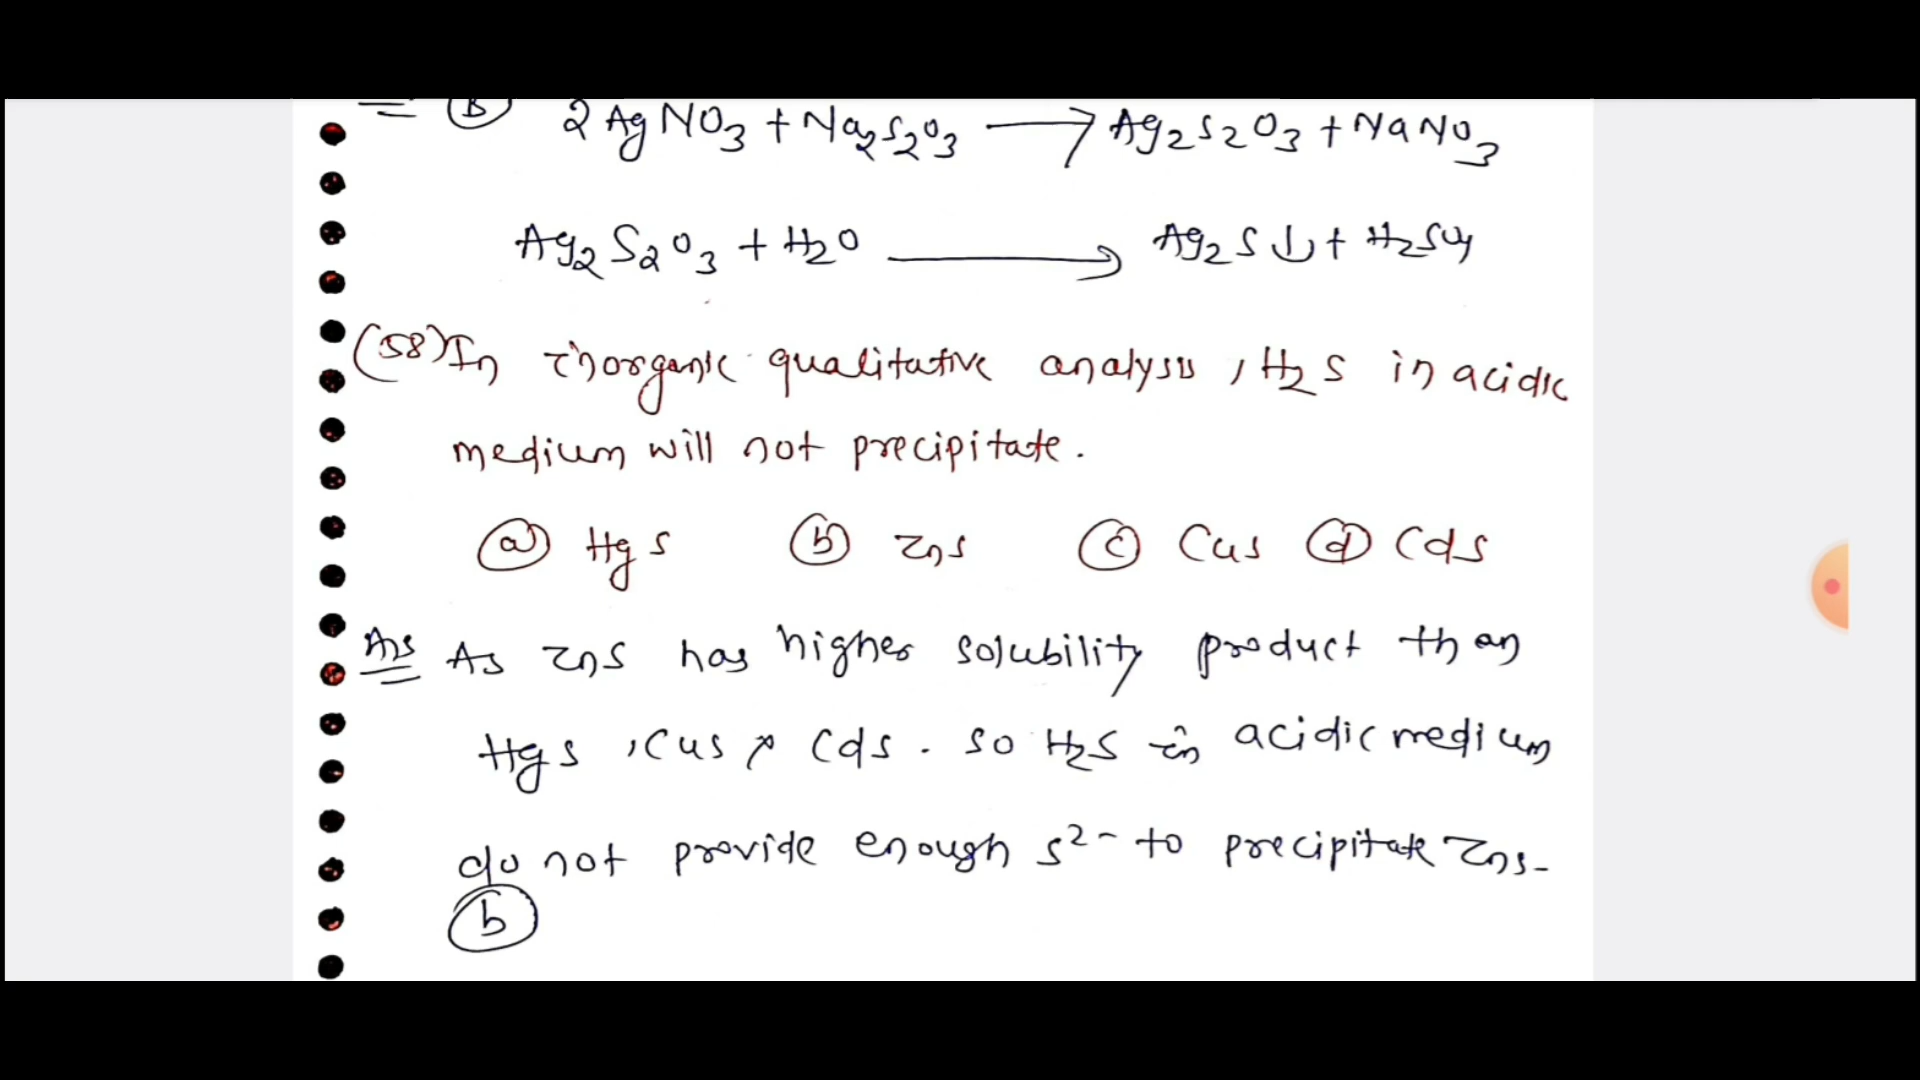 = (B) 2AgNO3 + Na2S2O3 ⟶ Ag2S2O3 + NaNO3
Ag2S2O3 + H2O ⟶ Ag2S↓ + H2SO4
(58) In inorganic qualitative analysis, H2S in acidic
medium will not precipitate.
(a) HgS (b) ZnS (c) CuS (d) CdS
Ans As ZnS has higher solubility product than
HgS, CuS & CdS. So H2S in acidic medium
do not provide enough S2- to precipitate ZnS.
(b)